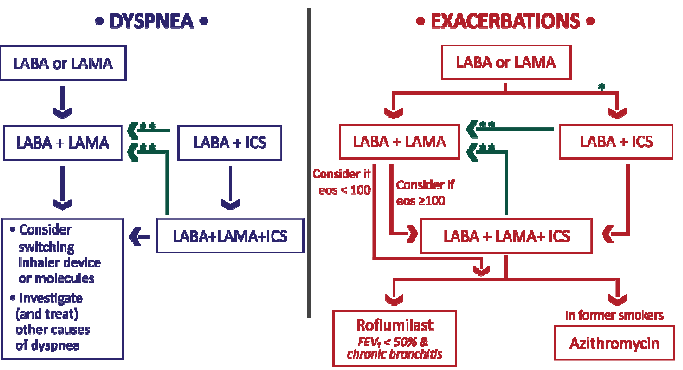 • DYSPNEA •
LABA or LAMA
LABA + LAMA
**
**
LABA + ICS
LABA+LAMA+ICS
• Consider
switching
inhaler device
or molecules
• Investigate
(and treat)
other causes
of dyspnea
• EXACERBATIONS •
LABA or LAMA
*
LABA + LAMA
**
**
LABA + ICS
Consider if
eos < 100
Consider if
eos ≥100
LABA + LAMA+ ICS
Roflumilast
FEV₁ < 50% &
chronic bronchitis
In former smokers
Azithromycin